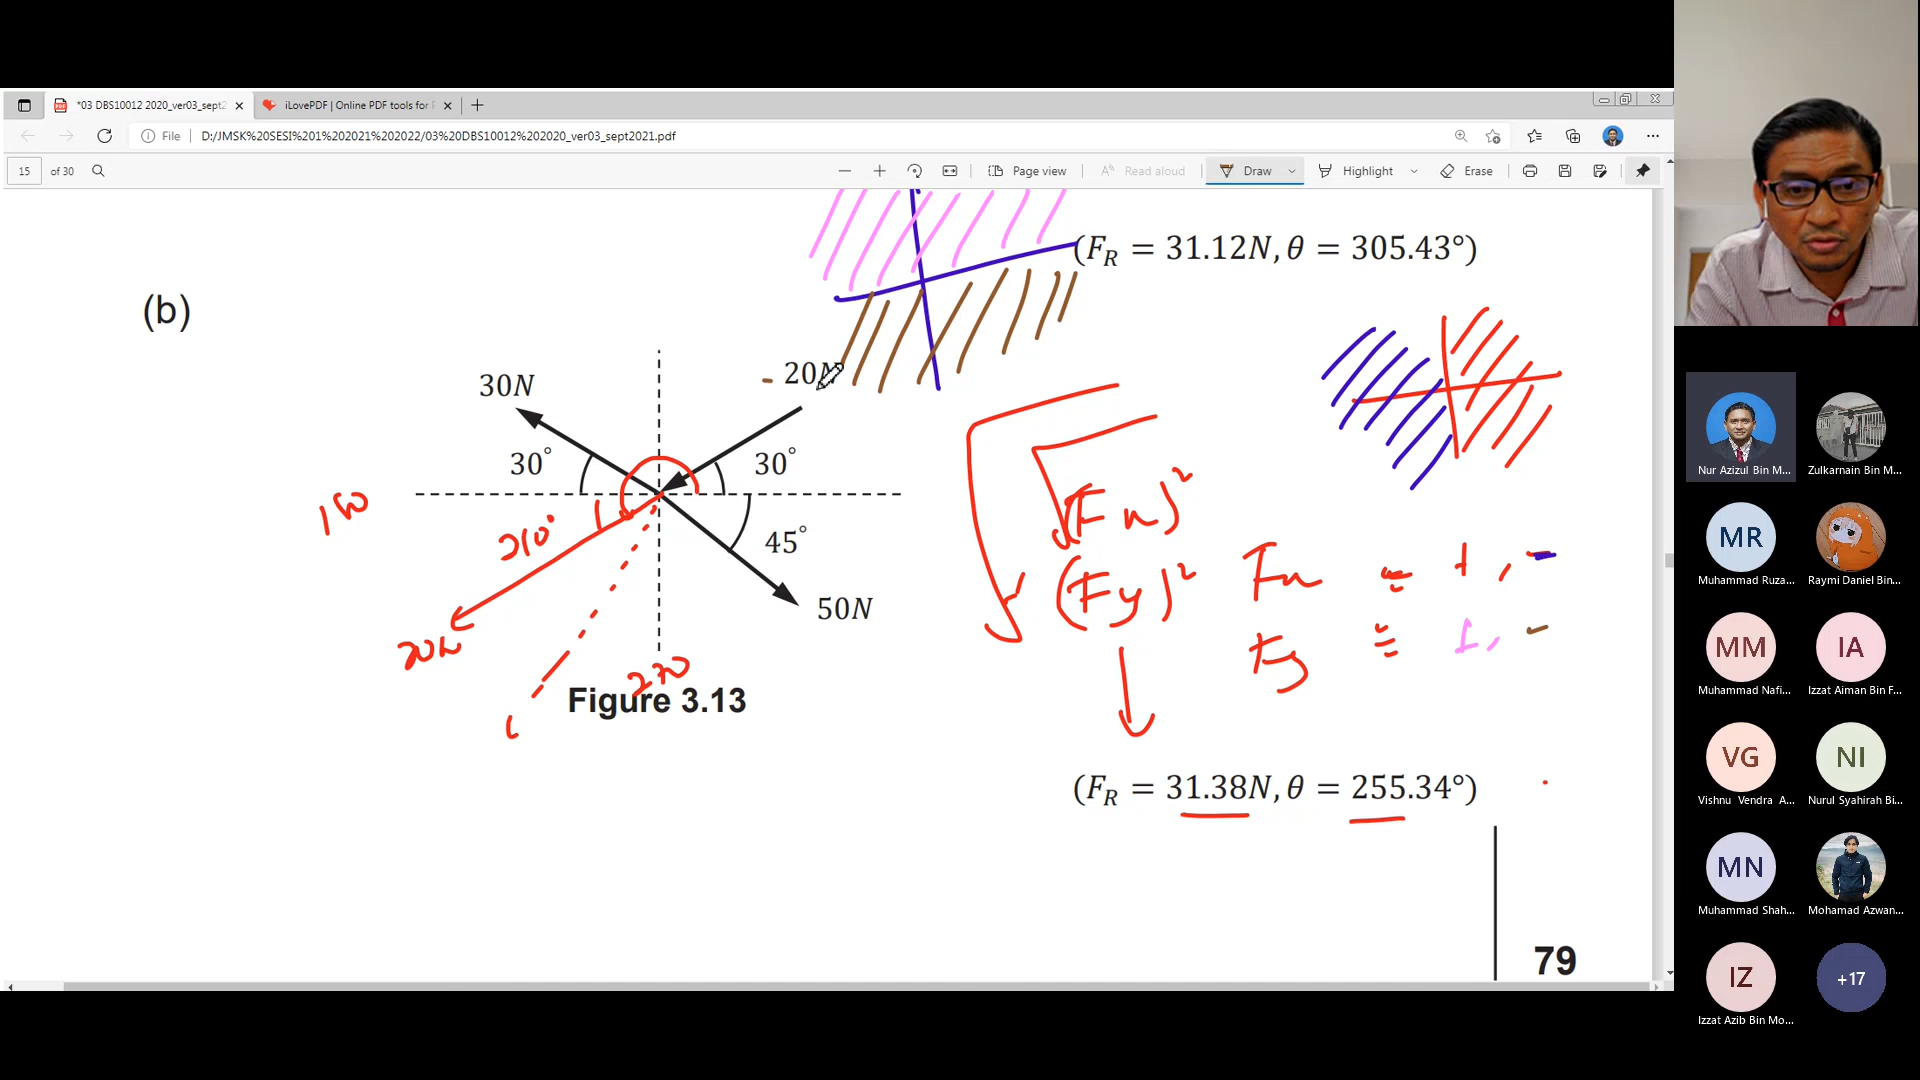 *03 DBS10012 2020_ver03_sept2
iLovePDF | Online PDF tools for
File
D:/JMSK%20SESI%201%202021%202022/03%20DBS10012%202020_ver03_sept2021.pdf
15 of 30
Page view
Read aloud
Draw
Highlight
Erase
(F_R = 31.12N, θ = 305.43°)
(b)
30N
- 20N
30°
30°
180
210°
45°
20N
50N
270
Figure 3.13
(Fx)²
(Fy)²
Fx = +, -
Fy = +, -
(F_R = 31.38N, θ = 255.34°)
79
Nur Azizul Bin M...
Zulkarnain Bin M...
MR
Muhammad Ruza...
Raymi Daniel Bin...
MM
Muhammad Nafi...
IA
Izzat Aiman Bin F...
VG
Vishnu Vendra A...
NI
Nurul Syahirah Bi...
MN
Muhammad Shah...
Mohamad Azwan...
IZ
Izzat Azib Bin Mo...
+17